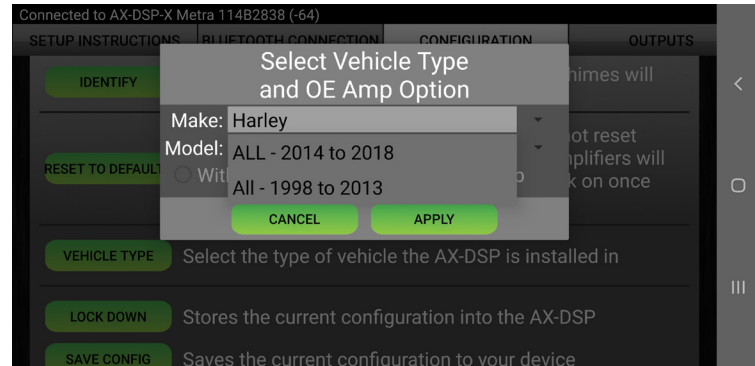 Connected to AX-DSP-X Metra 114B2838 (-64)
SETUP INSTRUCTIONS BLUETOOTH CONNECTION CONFIGURATION OUTPUTS
Select Vehicle Type
and OE Amp Option
IDENTIFY himes will
Make: Harley
Model: ALL - 2014 to 2018
ot reset
plifiers will
RESET TO DEFAULT
Wit
All - 1998 to 2013
k on once
CANCEL APPLY
VEHICLE TYPE Select the type of vehicle the AX-DSP is installed in
LOCK DOWN Stores the current configuration into the AX-DSP
SAVE CONFIG Saves the current configuration to your device